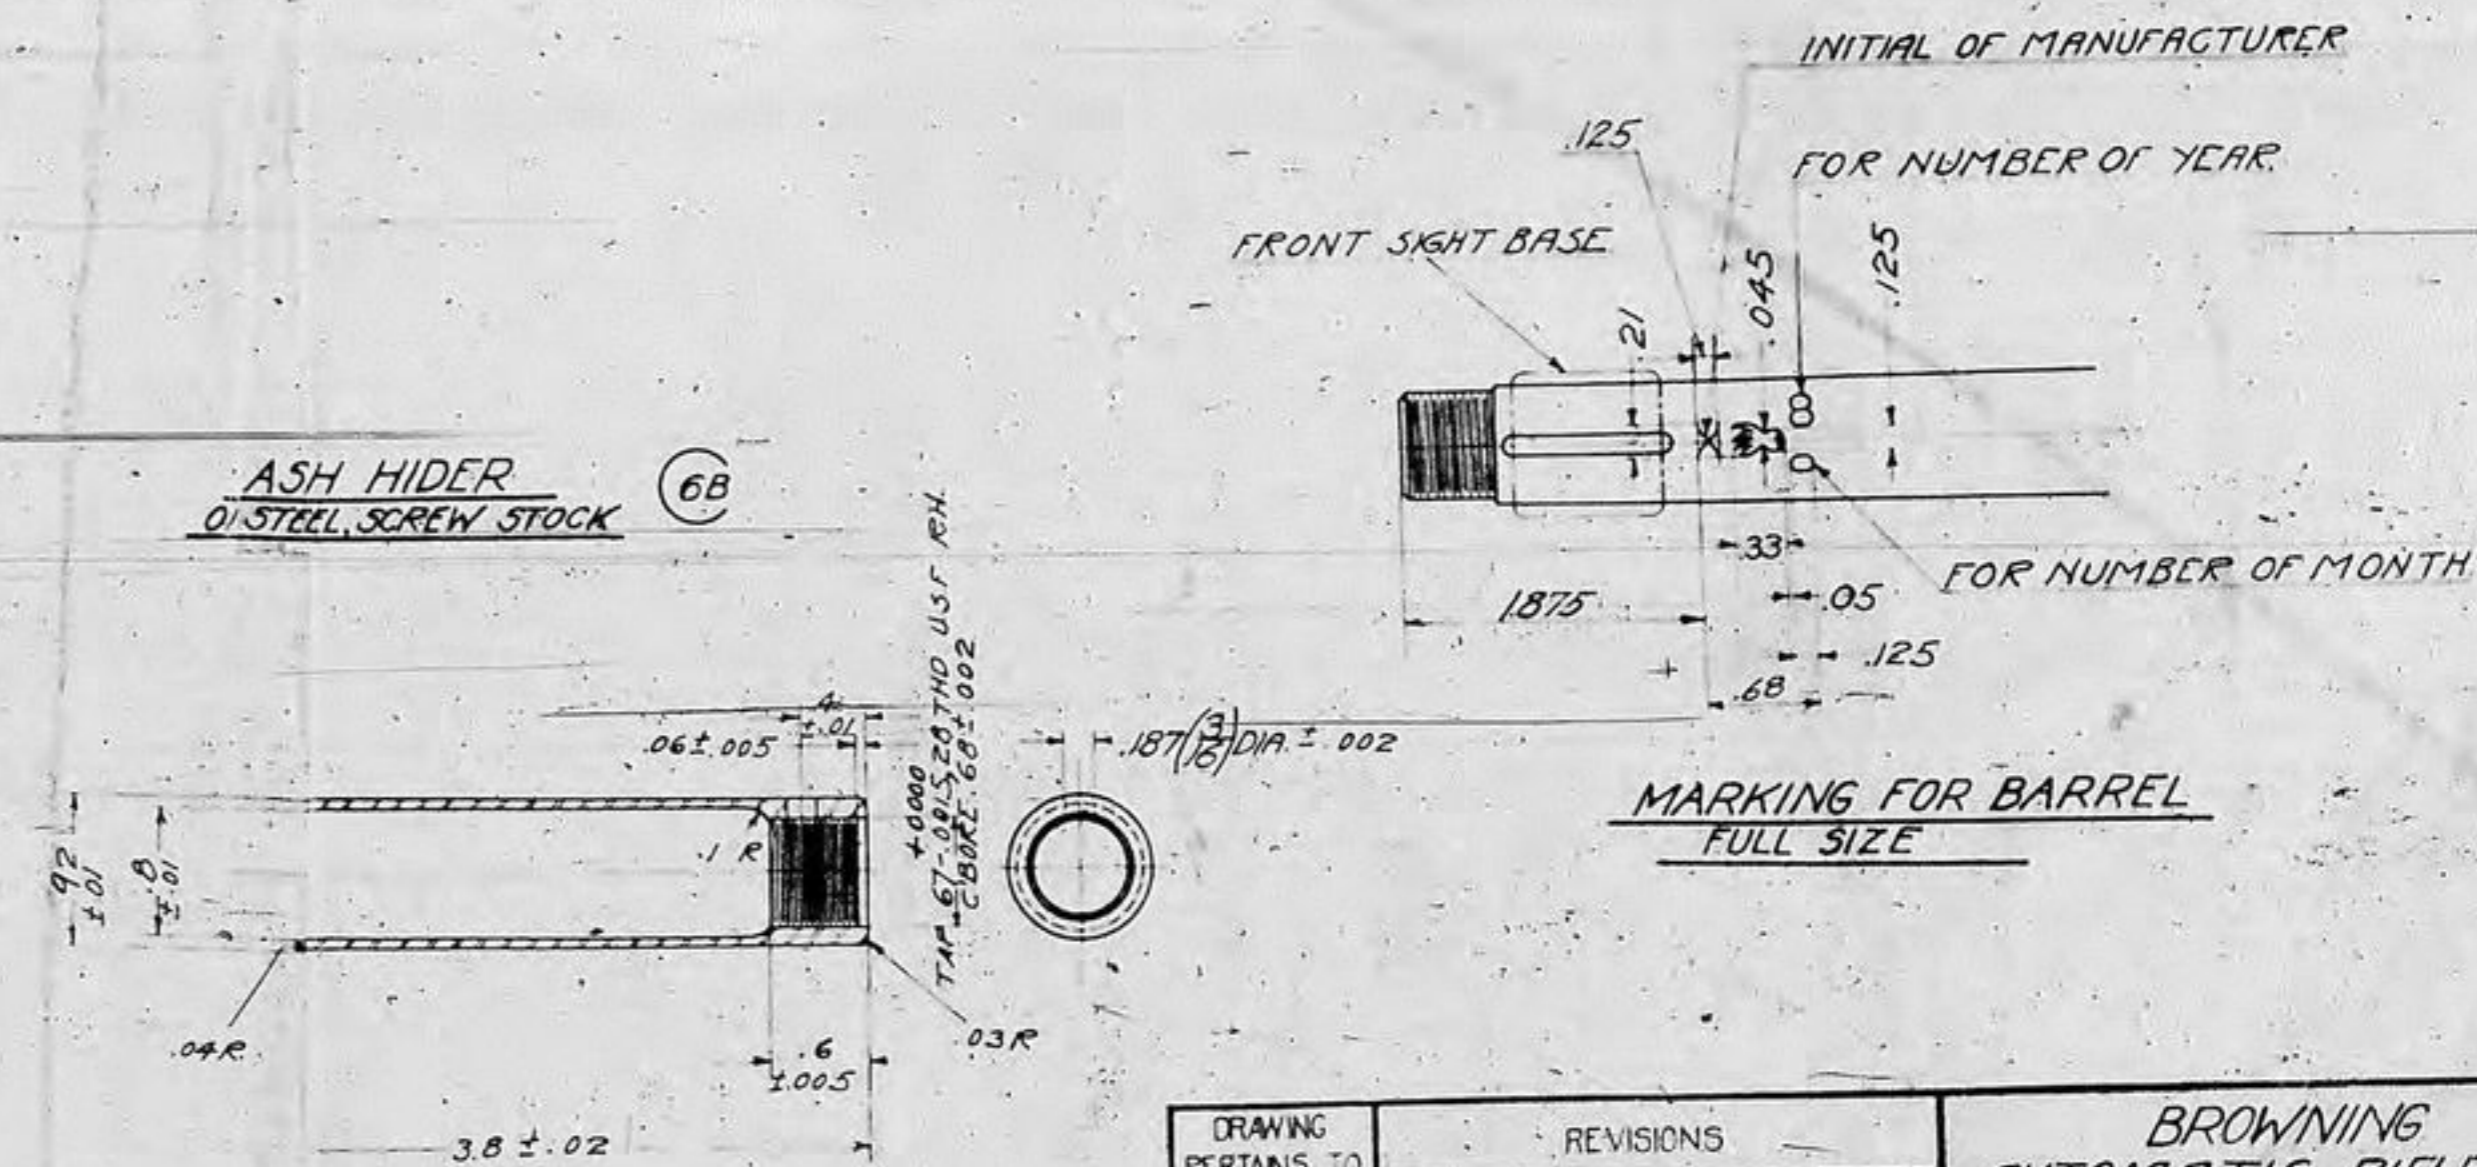 INITIAL OF MANUFACTURER
.125
FOR NUMBER OF YEAR.
FRONT SIGHT BASE
.21
.045
.125
ASH HIDER
STEEL, SCREW STOCK
6B
.33
FOR NUMBER OF MONTH
1.875
.05
.125
.68
±.01
.06±.005
+.0000
TAP .67-.0015, 28 THD USF RH.
C'BORE .68±.002
.187(3/16)DIA.±.002
MARKING FOR BARREL
FULL SIZE
.92
±.01
.8
±.01
.1 R
.04R.
.03R
.6
±.005
3.8 ±.02
DRAWING
PERTAINS TO
REVISIONS
BROWNING